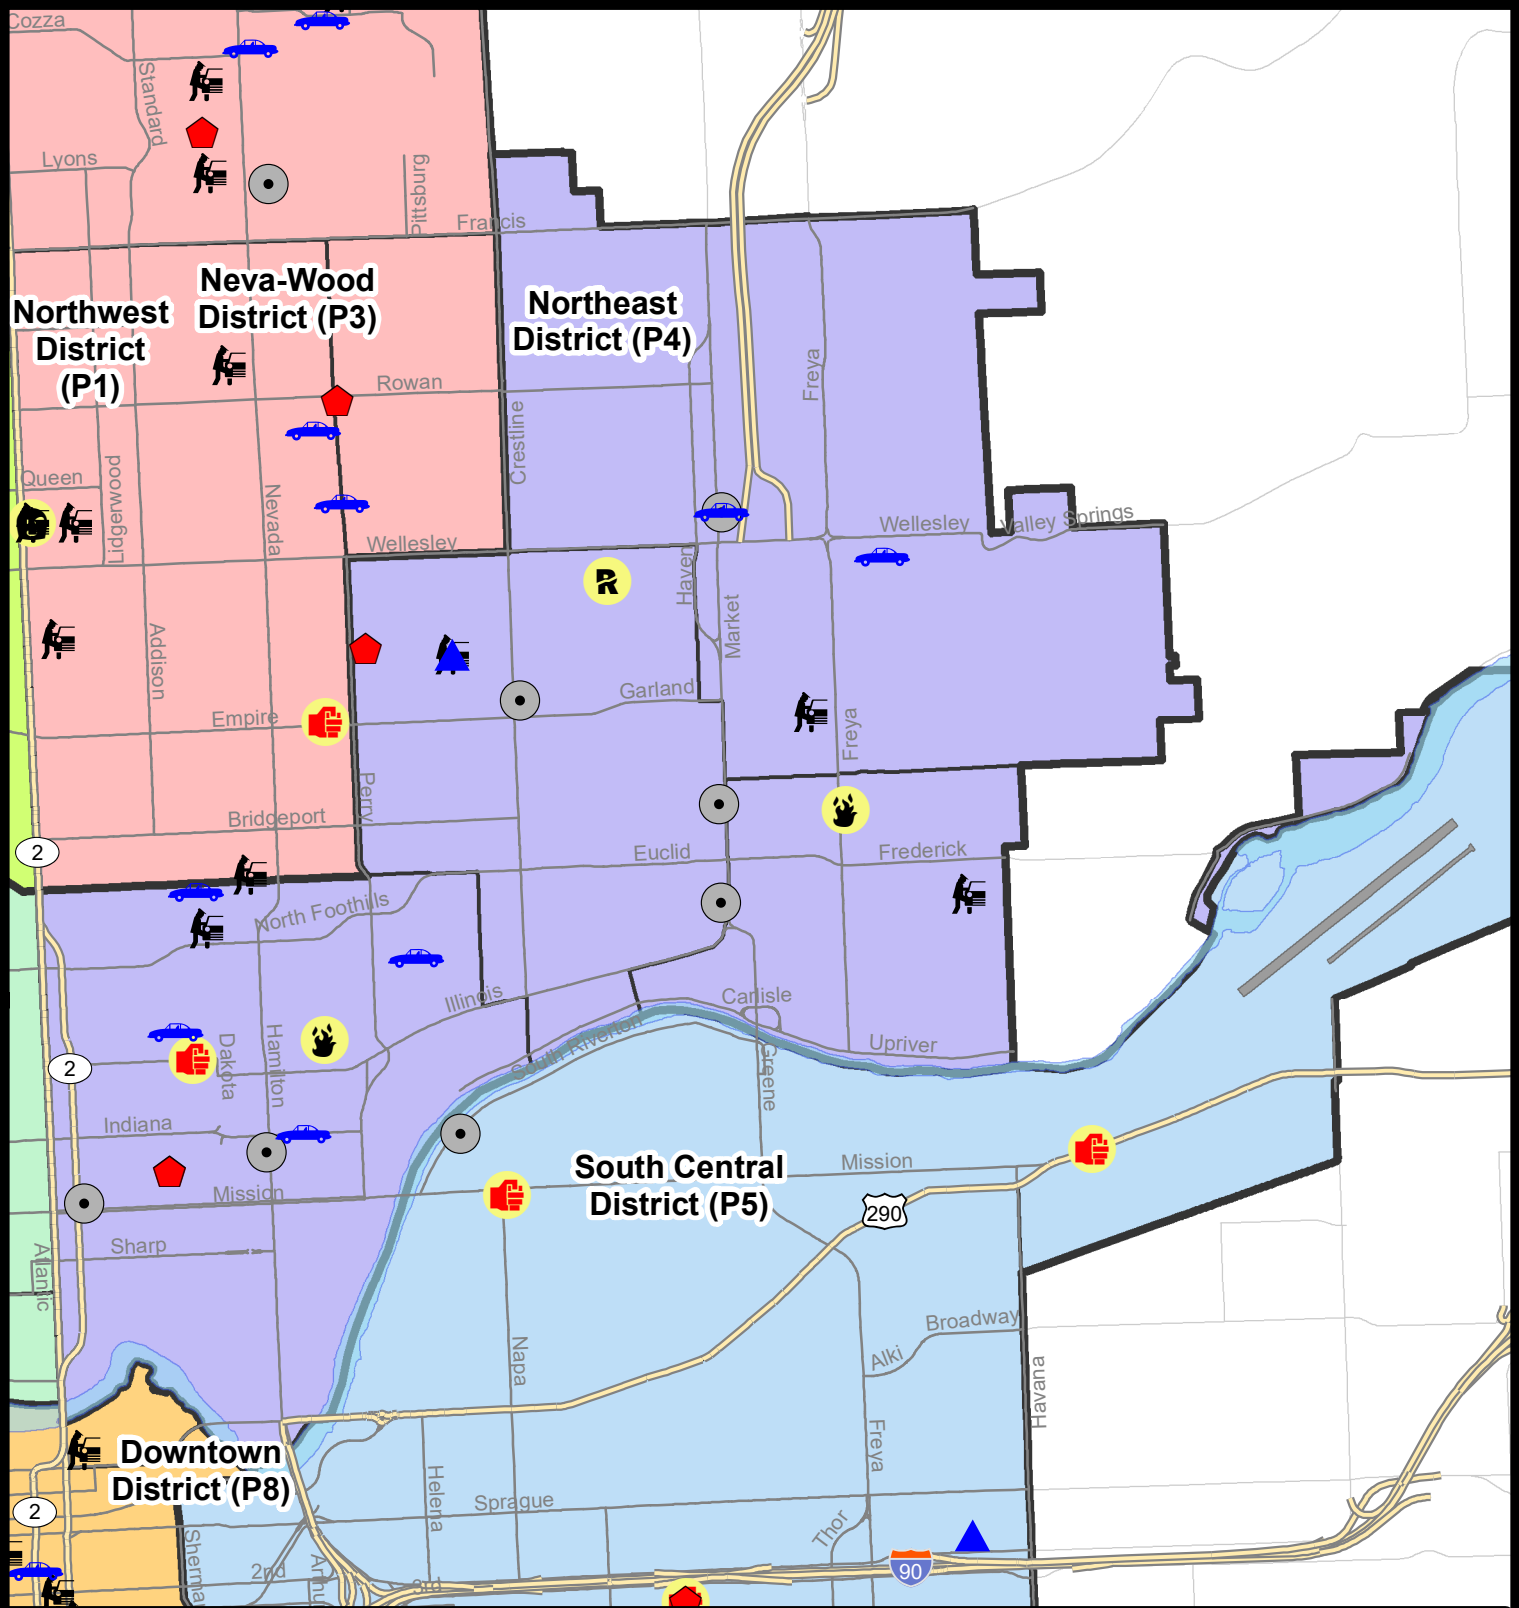 Cozza
Standard
Lyons
Pittsburg
Francis
Neva-Wood
District (P3)
Northwest
District
(P1)
Northeast
District (P4)
Rowan
Freya
Crestline
Queen
Lidgerwood
Nevada
Wellesley
Wellesley
Valley Springs
R
Haven
Market
Addison
Garland
Empire
Freya
Perry
Bridgeport
2
Euclid
Frederick
North Foothills
Illinois
Carlisle
South Riverton
Upriver
2
Dakota
Hamilton
Greene
Indiana
South Central
District (P5)
Mission
Mission
290
Sharp
Atlantic
Napa
Broadway
Alki
Havana
Freya
Downtown
District (P8)
Helena
Sprague
2
Thor
Sherman
2nd
Arthu
3rd
90